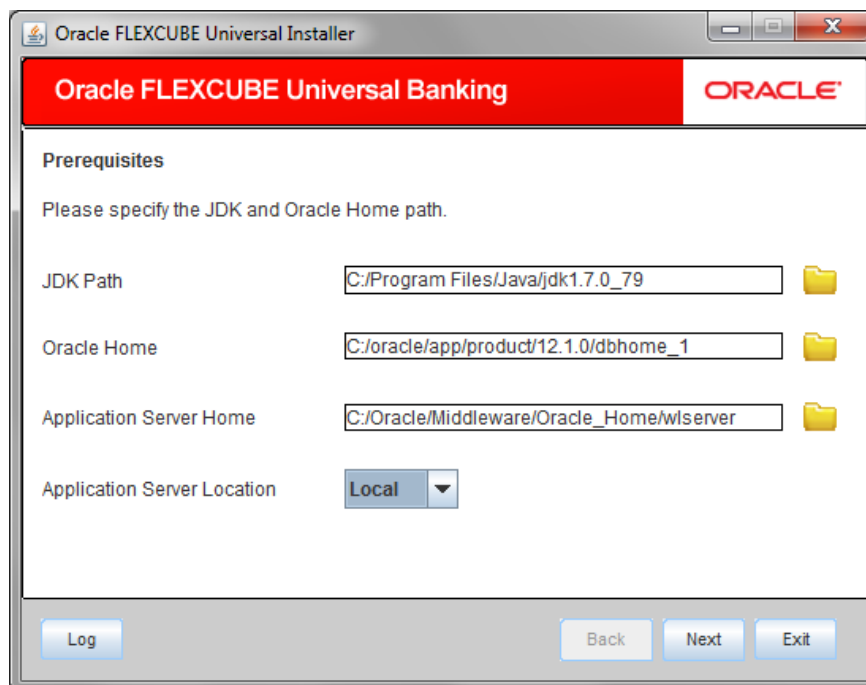 Oracle FLEXCUBE Universal Installer
Oracle FLEXCUBE Universal Banking
ORACLE
Prerequisites
Please specify the JDK and Oracle Home path.
JDK Path
C:/Program Files/Java/jdk1.7.0_79
Oracle Home
C:/oracle/app/product/12.1.0/dbhome_1
Application Server Home
C:/Oracle/Middleware/Oracle_Home/wlserver
Application Server Location
Local
Log
Back
Next
Exit